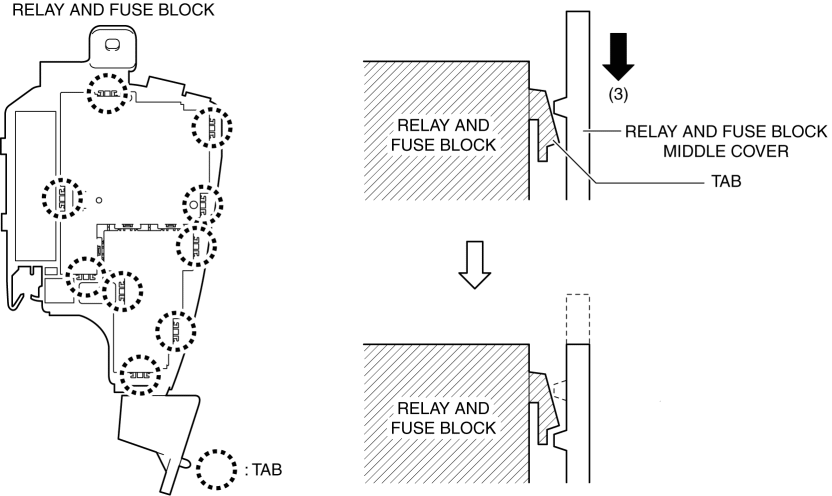 RELAY AND FUSE BLOCK
(3)
RELAY AND
FUSE BLOCK
RELAY AND FUSE BLOCK
MIDDLE COVER
TAB
RELAY AND
FUSE BLOCK
: TAB